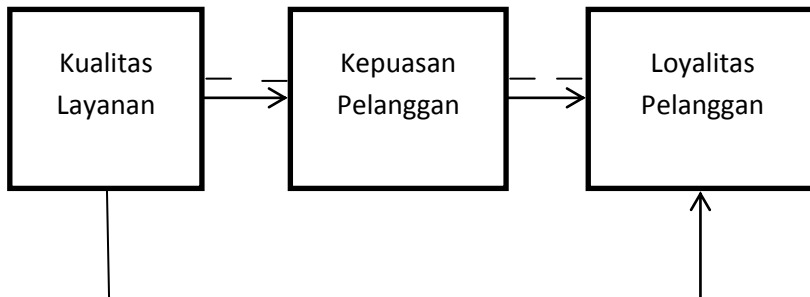 Kualitas
Layanan
Kepuasan
Pelanggan
Loyalitas
Pelanggan